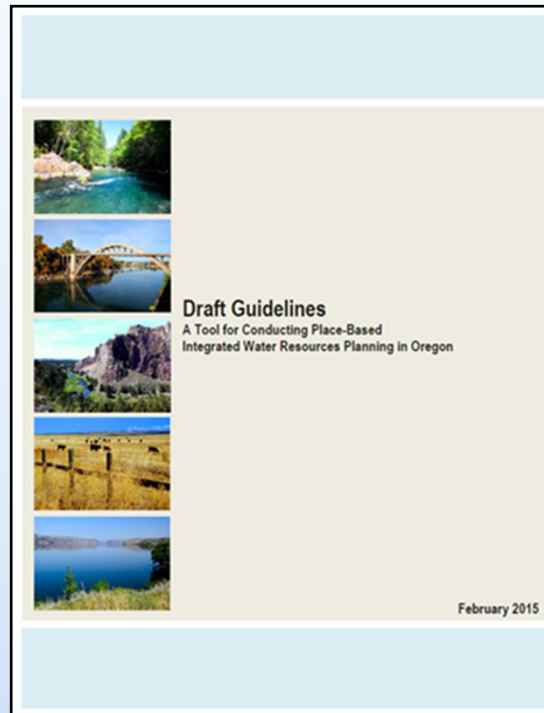 Draft Guidelines
A Tool for Conducting Place-Based
Integrated Water Resources Planning in Oregon
February 2015